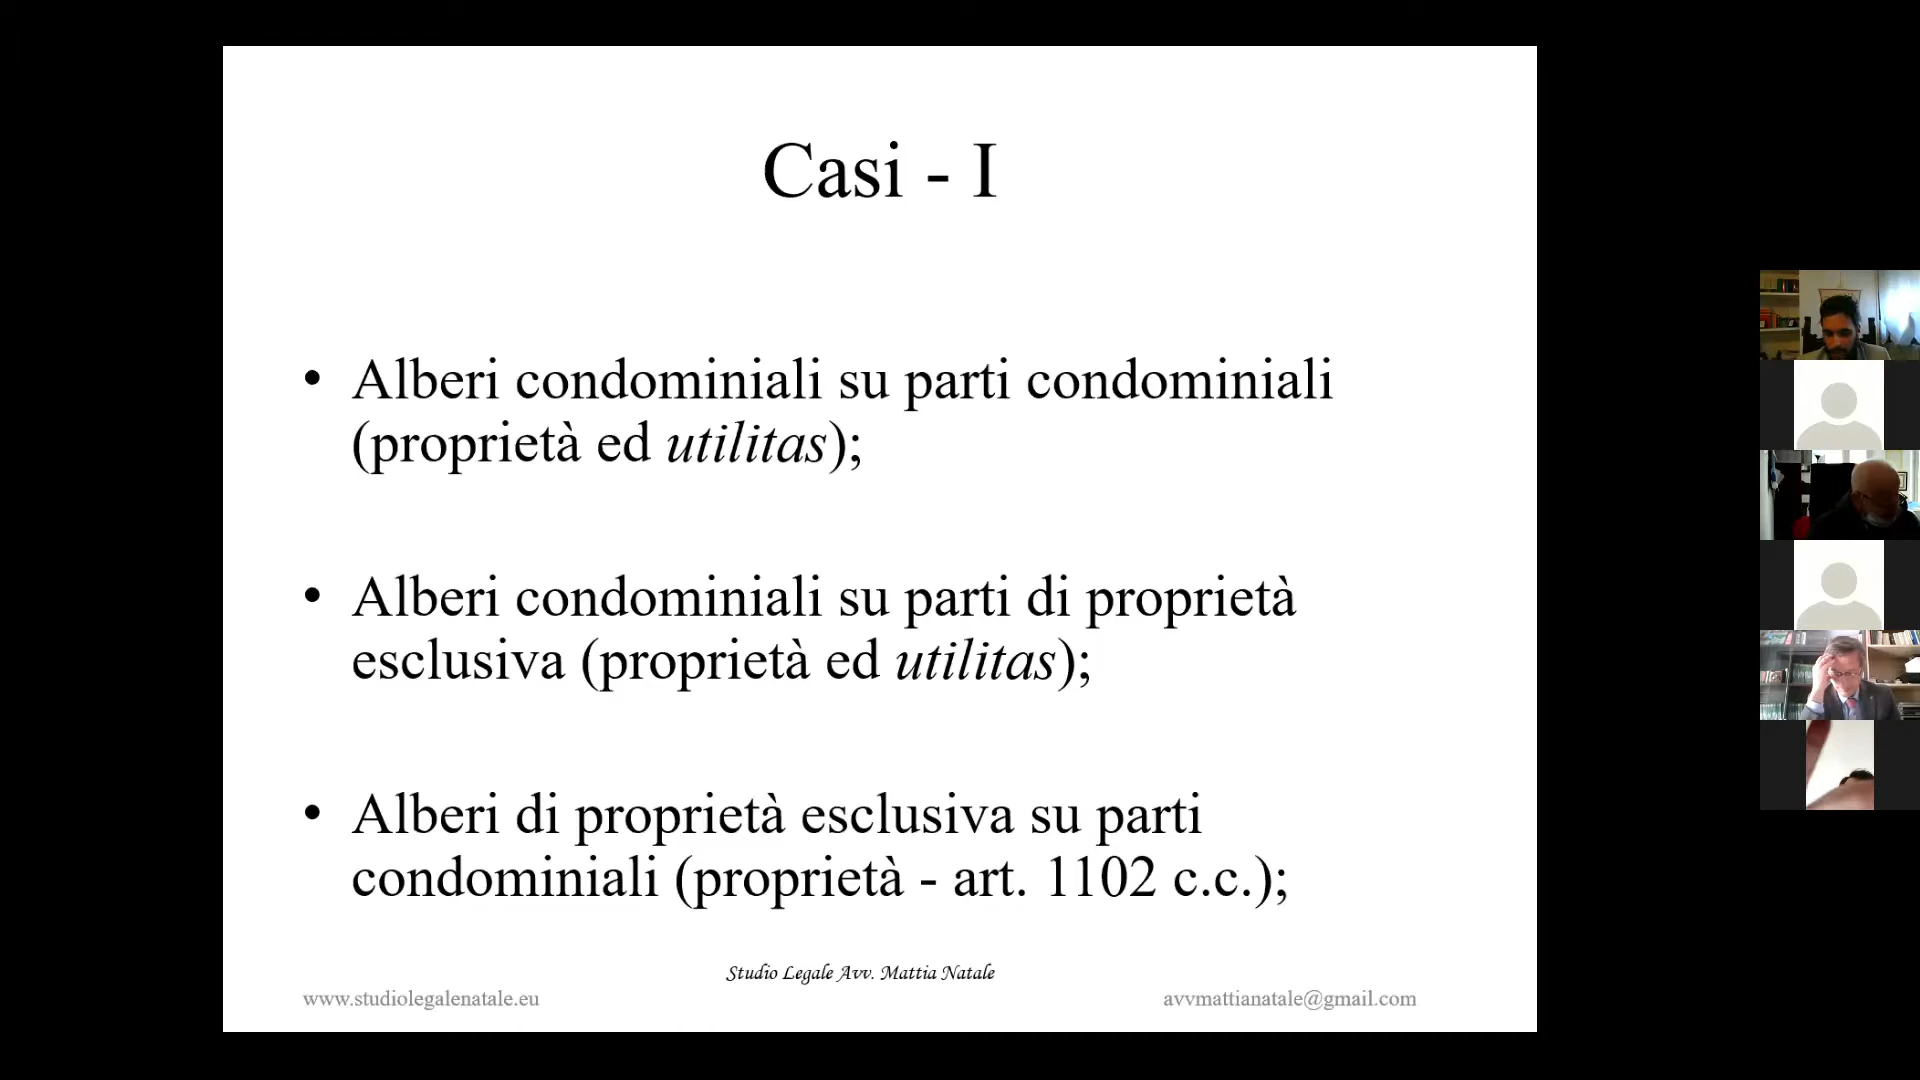 Casi - I
• Alberi condominiali su parti condominiali
(proprietà ed utilitas);
• Alberi condominiali su parti di proprietà
esclusiva (proprietà ed utilitas);
• Alberi di proprietà esclusiva su parti
condominiali (proprietà - art. 1102 c.c.);
Studio Legale Avv. Mattia Natale
www.studiolegalenatale.eu
avvmattianatale@gmail.com